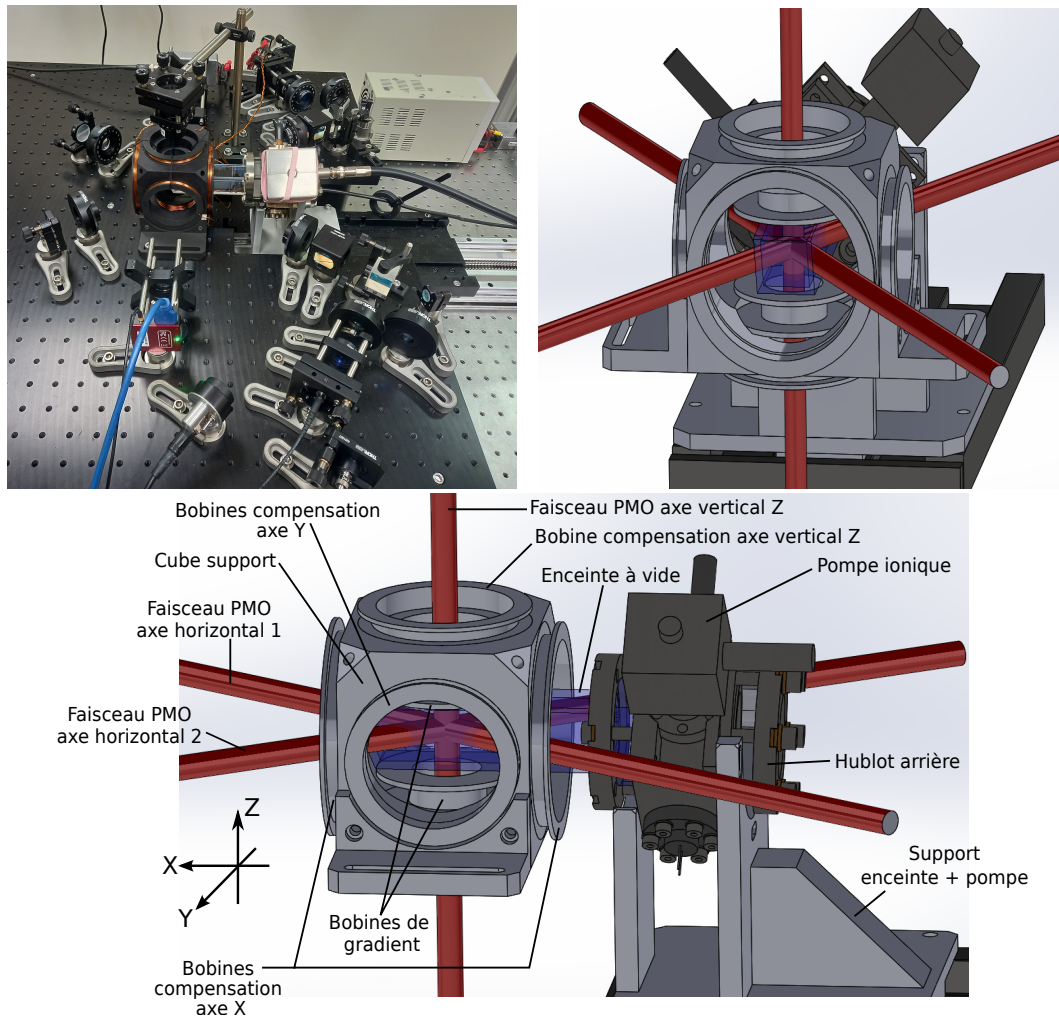 Bobines compensation
axe Y
Faisceau PMO axe vertical Z
Bobine compensation axe vertical Z
Cube support
Enceinte à vide
Pompe ionique
Faisceau PMO
axe horizontal 1
Faisceau PMO
axe horizontal 2
Hublot arrière
Z
X
Y
Support
enceinte + pompe
Bobines de
gradient
Bobines
compensation
axe X